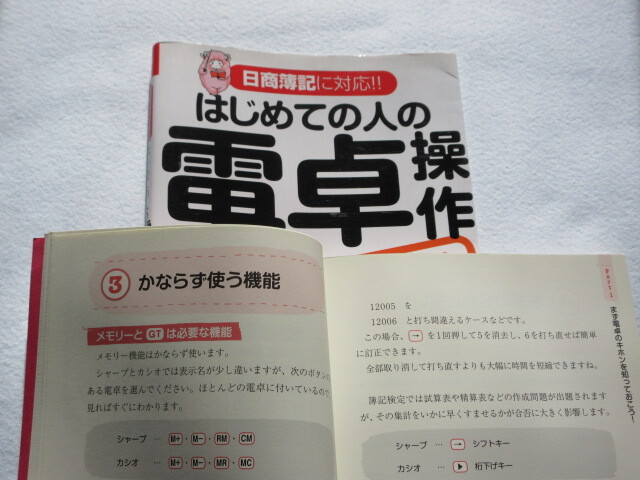 日商簿記に対応!!
はじめての人の
電卓操作
3 かならず使う機能
メモリーとGTは必要な機能
メモリー機能はかならず使います。
シャープとカシオでは表示名が少し違いますが、次のボタン
ある電卓を選んでください。ほとんどの電卓に付いているので
見ればすぐにわかります。
シャープ … M+・M-・RM・CM
カシオ … M+・M-・MR・MC
Part 1
まず電卓のキホンを知っておこう!
12005 を
12006 と打ち間違えるケースなどです。
この場合、→を1回押して5を消去し、6を打ち直せば簡単
に訂正できます。
全部取り消して打ち直すよりも大幅に時間を短縮できますね。
簿記検定では試算表や精算表などの作成問題が出題されます
が、その集計をいかに早くすませるかが合否に大きく影響します。
シャープ … → シフトキー
カシオ … ▶ 桁下げキー